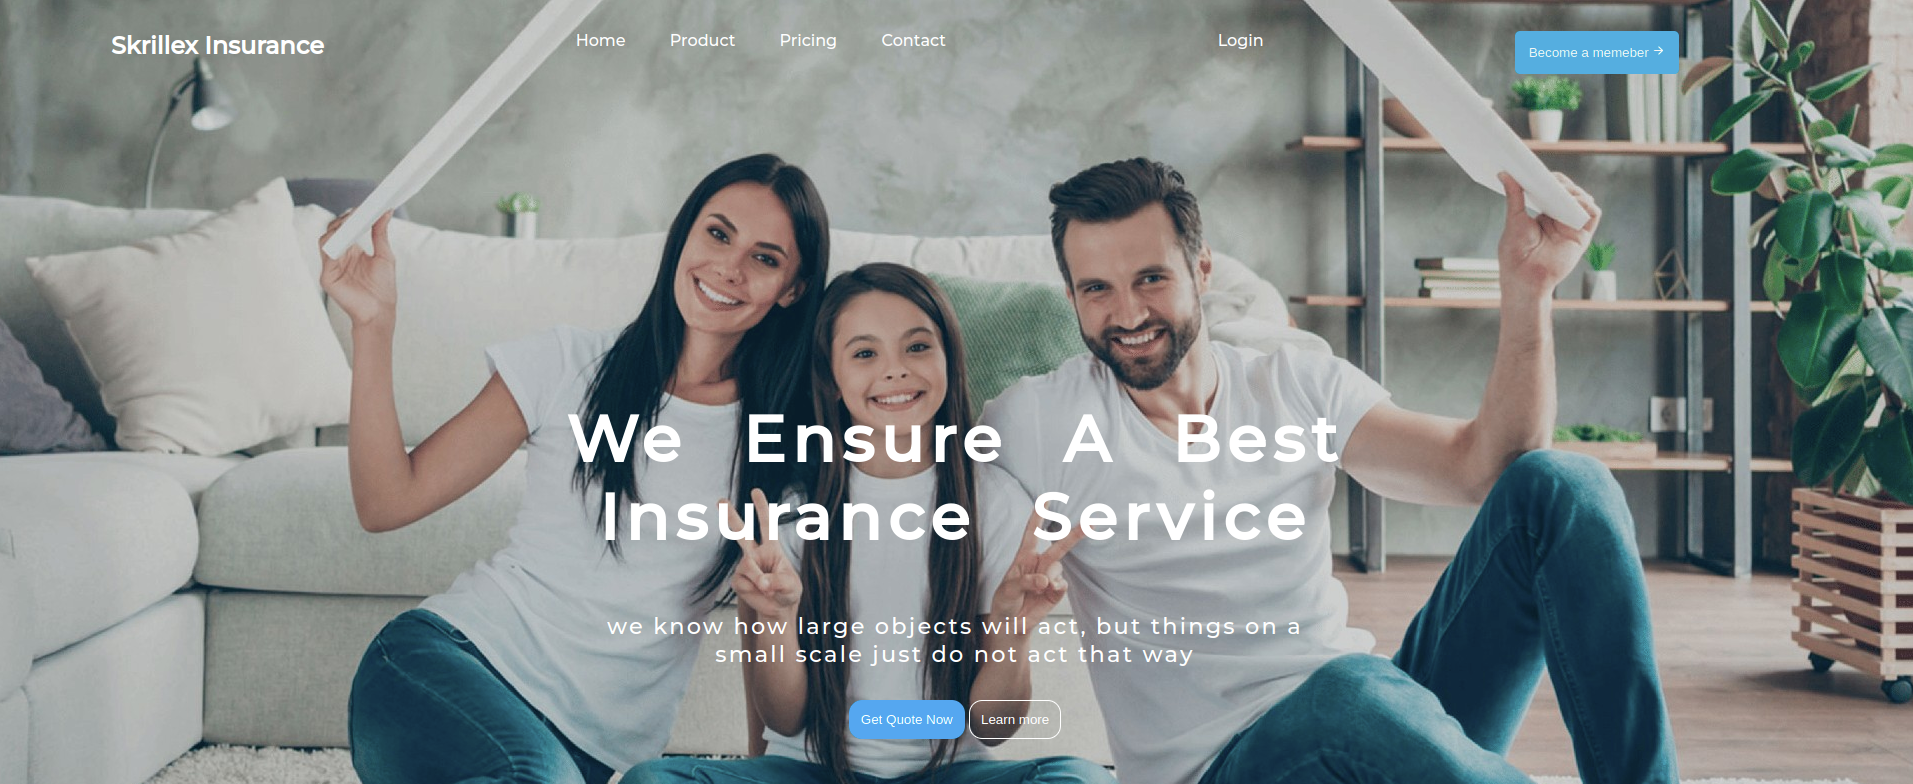 Skrillex Insurance
Home Product Pricing Contact Login Become a memeber →
We Ensure A Best
Insurance Service
we know how large objects will act, but things on a
small scale just do not act that way
Get Quote Now Learn more